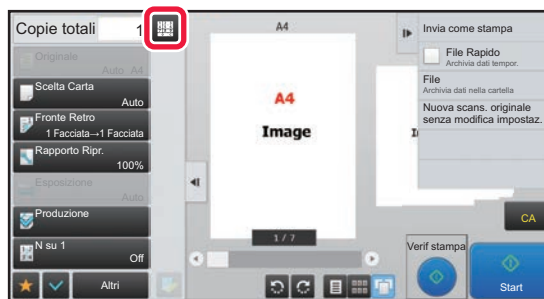 Copie totali 1
Originale
Auto A4
Scelta Carta
Auto
Fronte Retro
1 Facciata→1 Facciata
Rapporto Ripr.
100%
Esposizione
Auto
Produzione
N su 1
Off
Altri
A4
A4
Image
1 / 7
Invia come stampa
File Rapido
Archivia dati tempor.
File
Archivia dati nella cartella
Nuova scans. originale
senza modifica impostaz.
CA
Verif stampa
Start